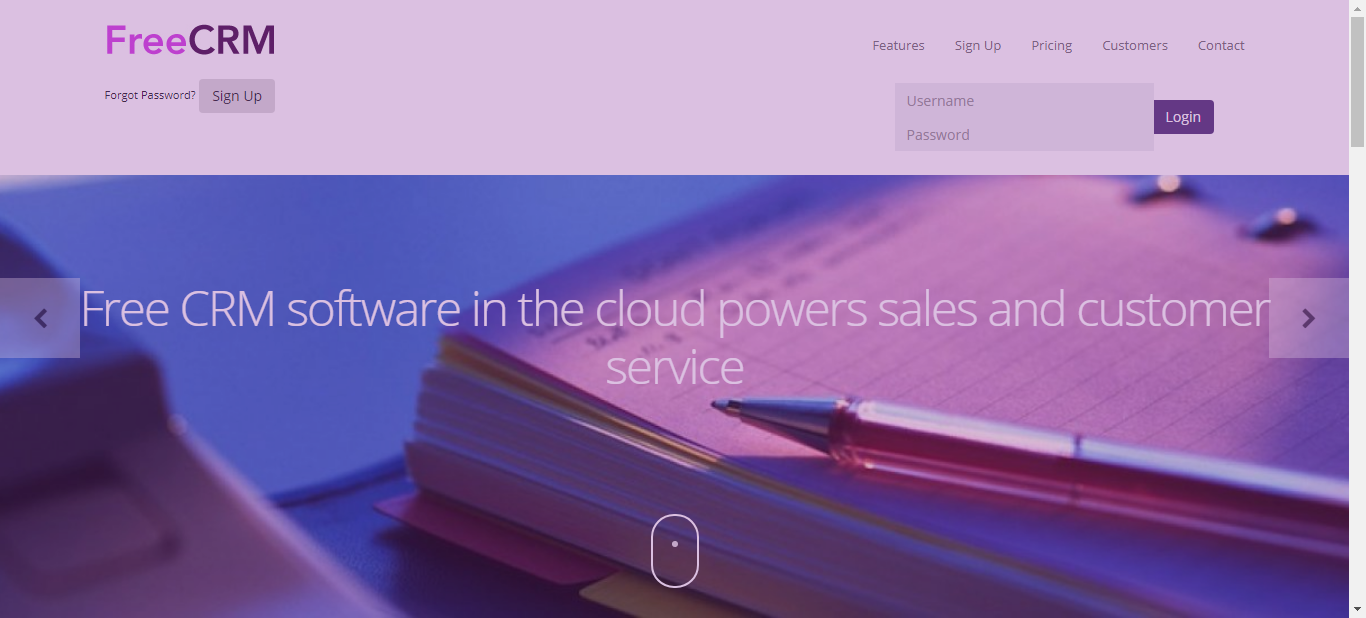 FreeCRM
Features
Sign Up
Pricing
Customers
Contact
Forgot Password?
Sign Up
Username
Password
Login
Free CRM software in the cloud powers sales and customer
service